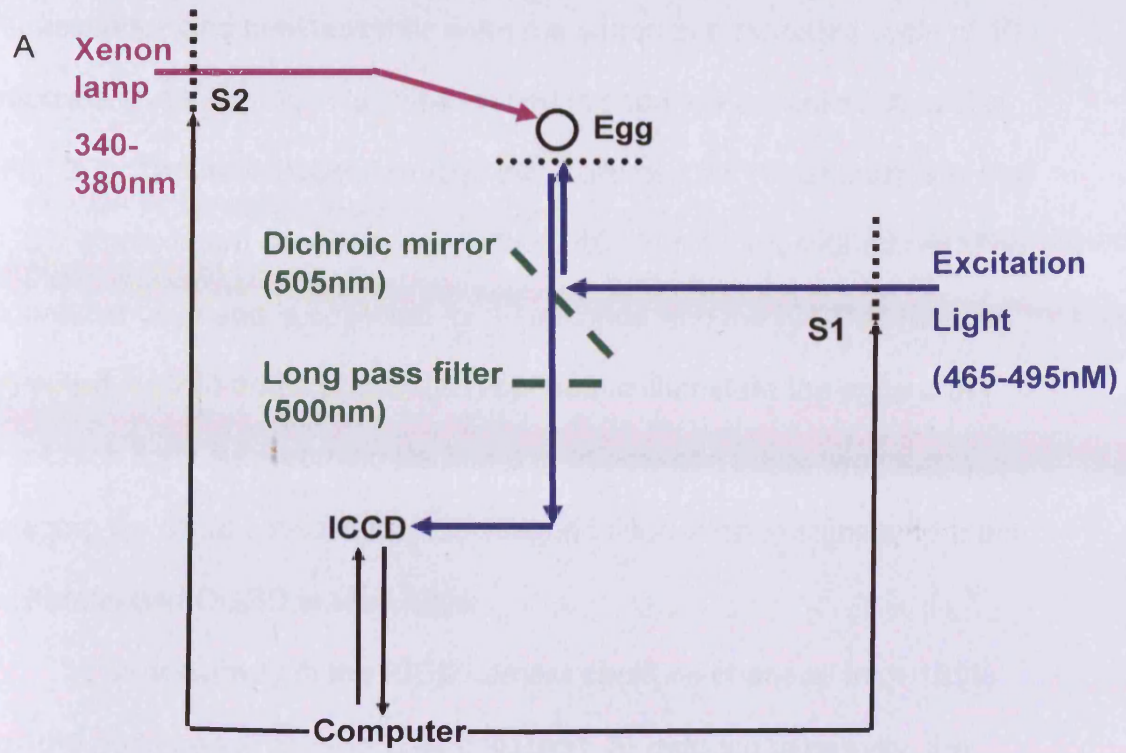 A
Xenon
lamp
340-
380nm
S2
Egg
Dichroic mirror
(505nm)
Excitation
Light
(465-495nM)
S1
Long pass filter
(500nm)
ICCD
Computer